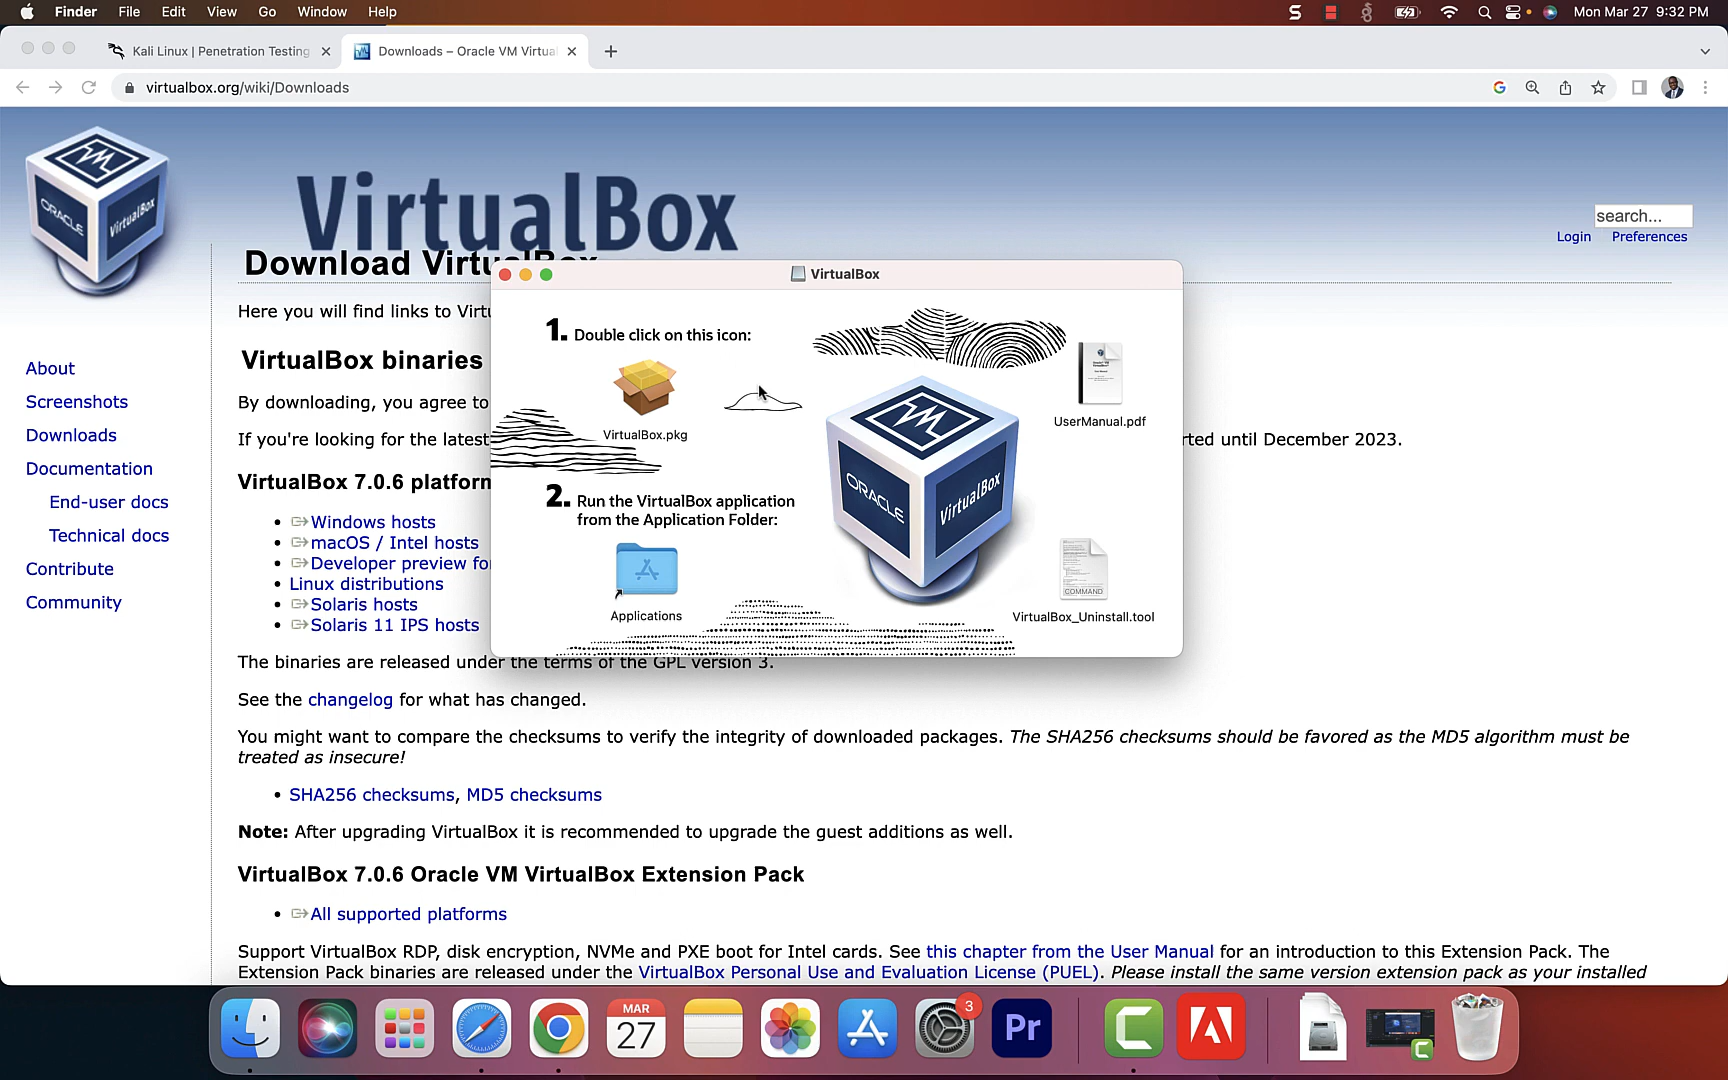 Finder File Edit View Go Window Help
Mon Mar 27 9:32 PM
Kali Linux | Penetration Testing
Downloads – Oracle VM Virtua
virtualbox.org/wiki/Downloads
VirtualBox
ORACLE
VirtualBox
search...
Login Preferences
Download VirtualBox
Here you will find links to Virtu
VirtualBox binaries
By downloading, you agree to
If you're looking for the latest
rted until December 2023.
VirtualBox 7.0.6 platforn
Windows hosts
macOS / Intel hosts
Developer preview fo
Linux distributions
Solaris hosts
Solaris 11 IPS hosts
The binaries are released under the terms of the GPL version 3.
See the changelog for what has changed.
You might want to compare the checksums to verify the integrity of downloaded packages. The SHA256 checksums should be favored as the MD5 algorithm must be
treated as insecure!
SHA256 checksums, MD5 checksums
Note: After upgrading VirtualBox it is recommended to upgrade the guest additions as well.
VirtualBox 7.0.6 Oracle VM VirtualBox Extension Pack
All supported platforms
Support VirtualBox RDP, disk encryption, NVMe and PXE boot for Intel cards. See this chapter from the User Manual for an introduction to this Extension Pack. The
Extension Pack binaries are released under the VirtualBox Personal Use and Evaluation License (PUEL). Please install the same version extension pack as your installed
About
Screenshots
Downloads
Documentation
End-user docs
Technical docs
Contribute
Community
VirtualBox
1. Double click on this icon:
VirtualBox.pkg
2. Run the VirtualBox application
from the Application Folder:
Applications
ORACLE
VirtualBox
UserManual.pdf
COMMAND
VirtualBox_Uninstall.tool
MAR
27
3
Pr